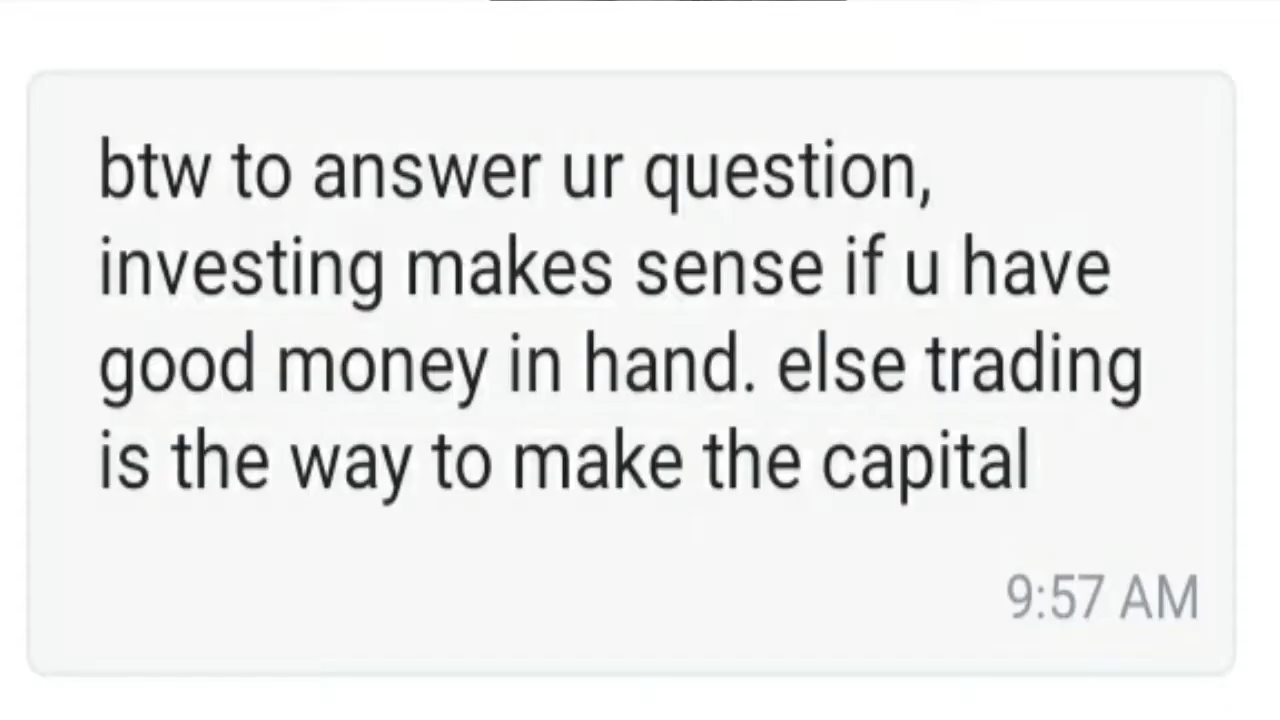 btw to answer ur question,
investing makes sense if u have
good money in hand. else trading
is the way to make the capital
9:57 AM